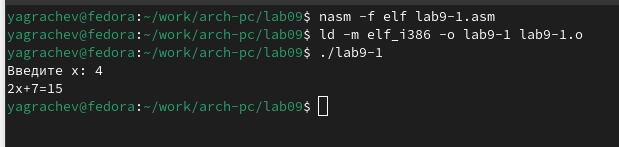 yagrachev@fedora:~/work/arch-pc/lab09$ nasm -f elf lab9-1.asm
yagrachev@fedora:~/work/arch-pc/lab09$ ld -m elf_i386 -o lab9-1 lab9-1.o
yagrachev@fedora:~/work/arch-pc/lab09$ ./lab9-1
Введите x: 4
2x+7=15
yagrachev@fedora:~/work/arch-pc/lab09$